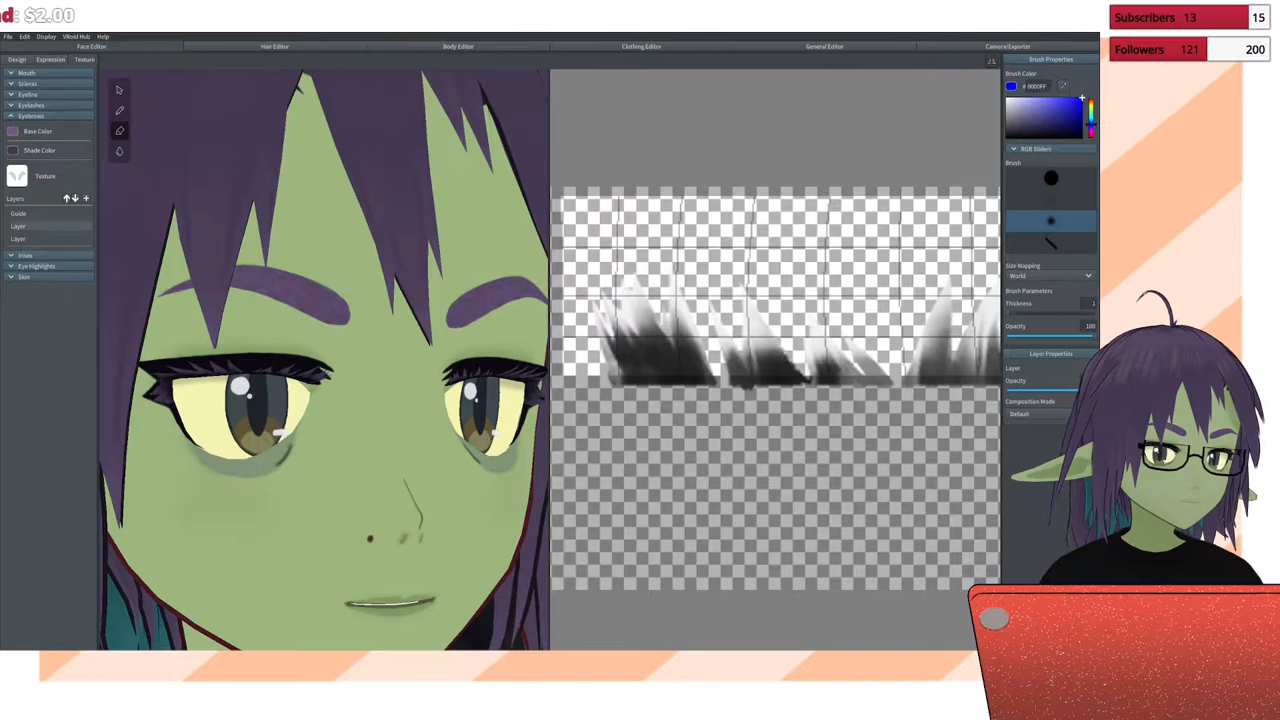 d: $2.00
Subscribers 13 15
Followers 121 200
File Edit Display VRoid Hub Help
Face Editor Hair Editor Body Editor Clothing Editor General Editor Camera/Exporter
Design Expression Texture
Mouth
Scleras
Eyeline
Eyelashes
Eyebrows
Base Color
Shade Color
Texture
Layers
Guide
Layer
Layer
Irises
Eye Highlights
Skin
Brush Properties
Brush Color
# 0000FF
RGB Sliders
Brush
Size Mapping
World
Brush Parameters
Thickness 1
Opacity 100
Layer Properties
Layer
Opacity
Composition Mode
Default